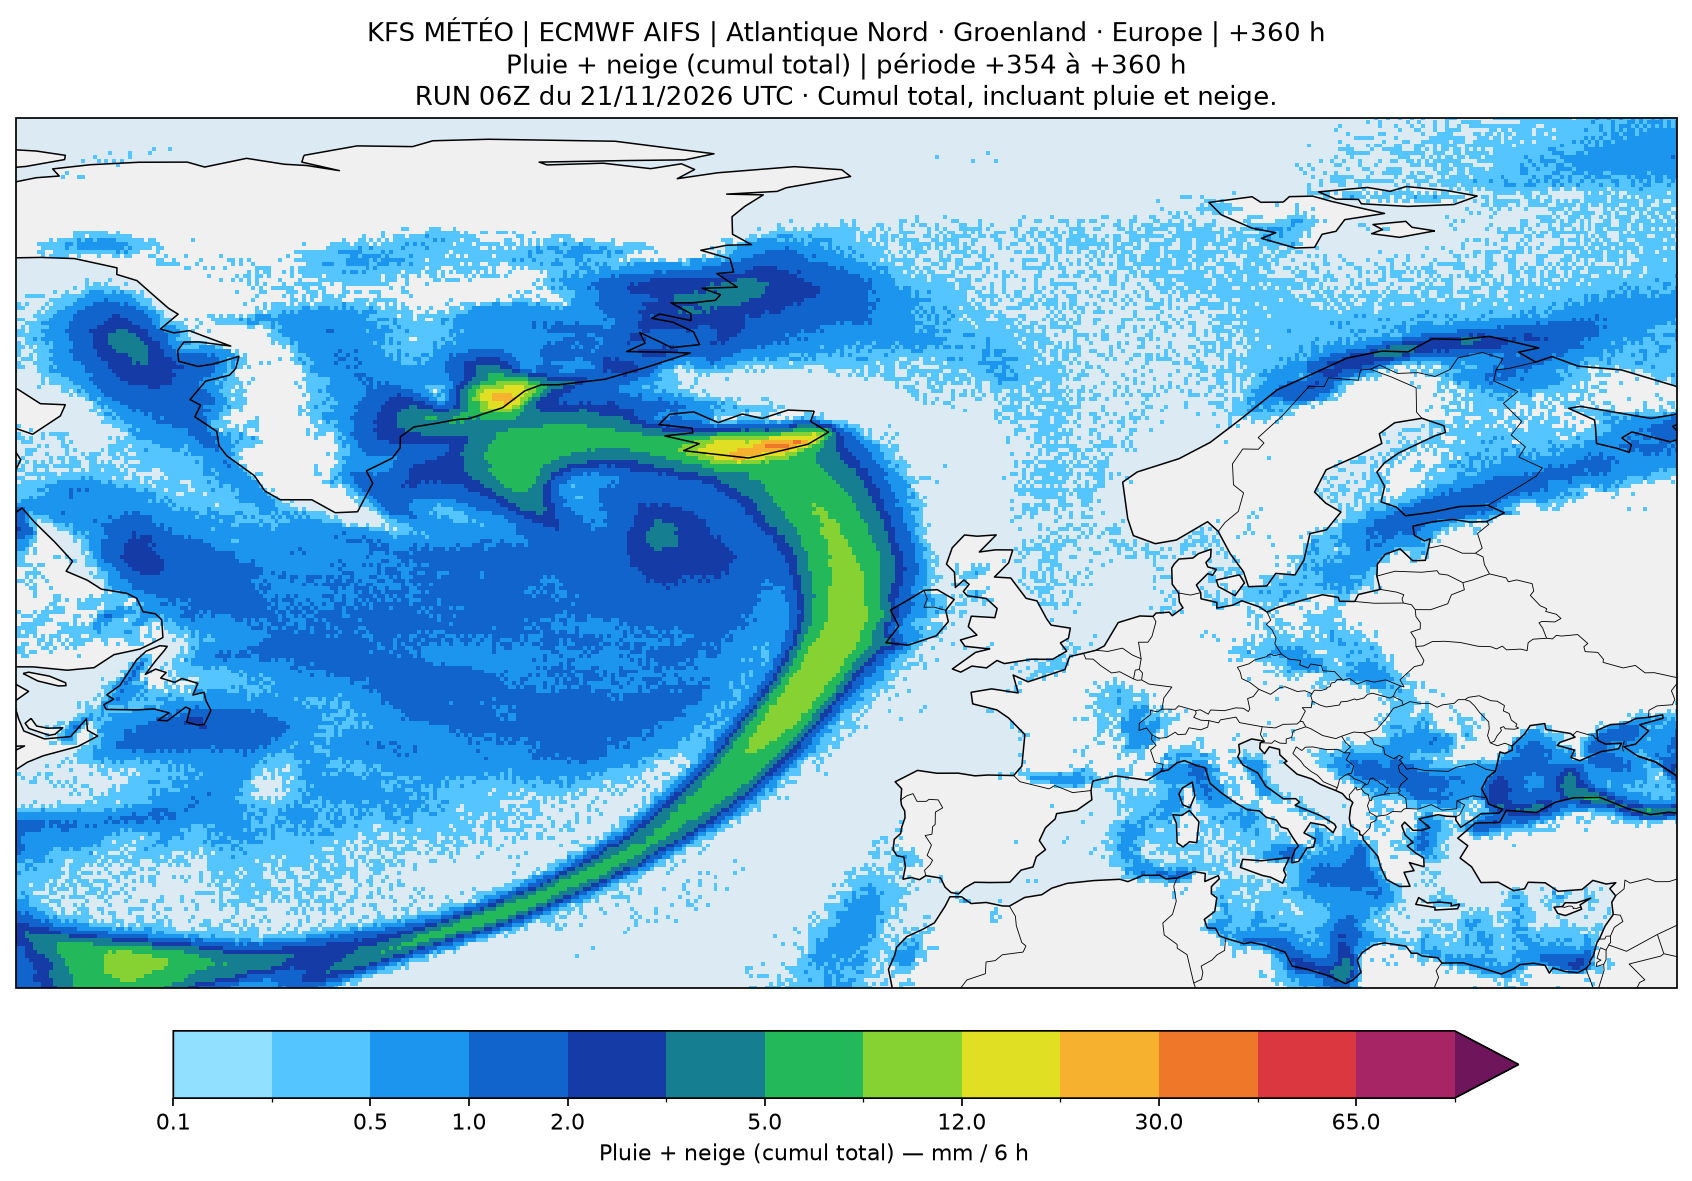 KFS MÉTÉO | ECMWF AIFS | Atlantique Nord · Groenland · Europe | +360 h
Pluie + neige (cumul total) | période +354 à +360 h
RUN 06Z du 21/11/2026 UTC · Cumul total, incluant pluie et neige.
0.1 0.5 1.0 2.0 5.0 12.0 30.0 65.0
Pluie + neige (cumul total) — mm / 6 h